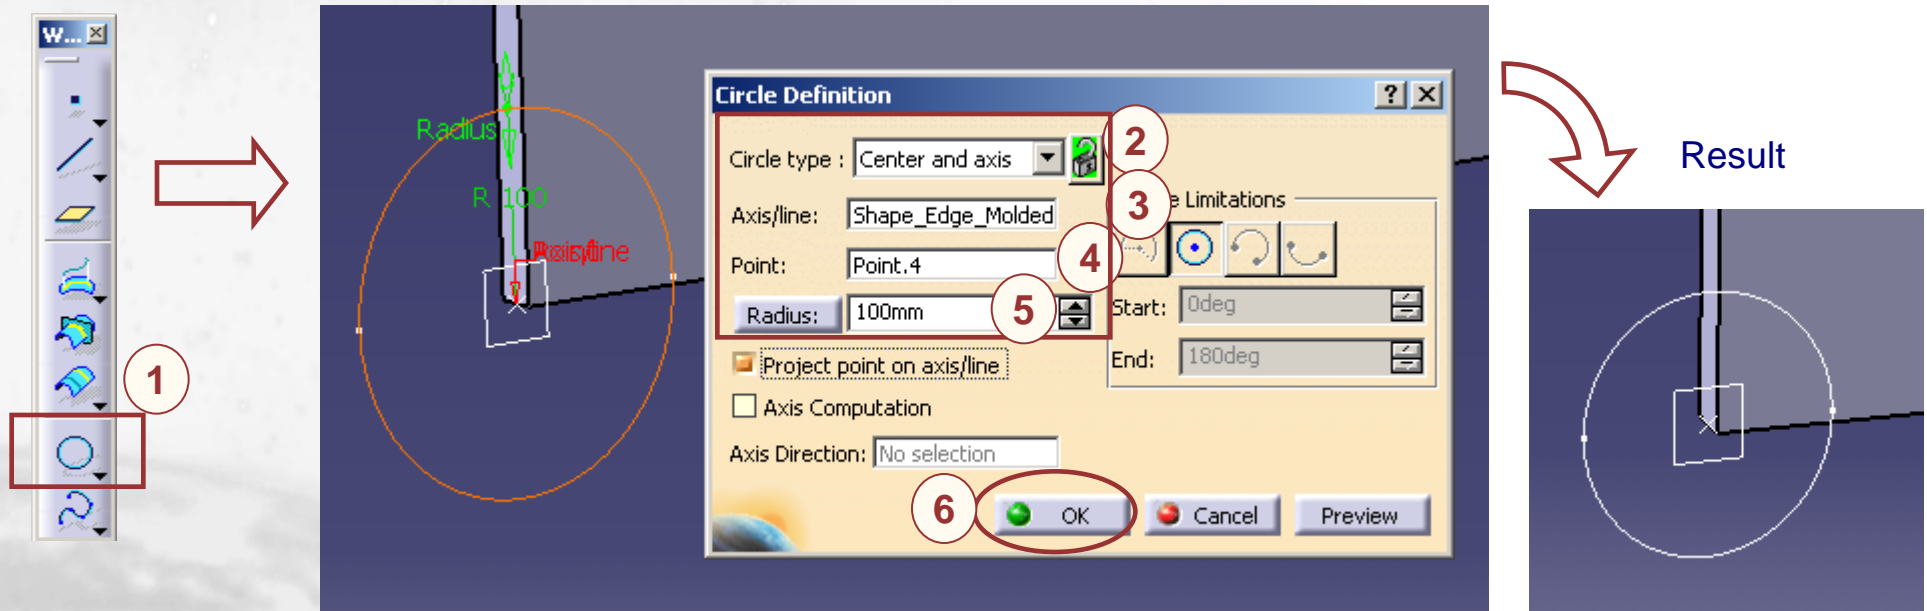 W...
1
Radius
R 100
Circle Definition
Circle type :
Center and axis
2
Axis/line:
Shape_Edge_Molded
3
e Limitations
Point:
Point.4
4
Radius:
100mm
5
Start:
0deg
End:
180deg
Project point on axis/line
Axis Computation
Axis Direction:
No selection
6
OK
Cancel
Preview
Result